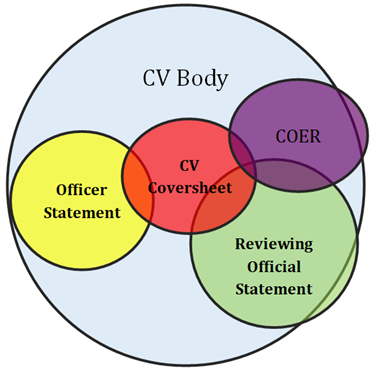 CV Body
COER
CV
Coversheet
Officer
Statement
Reviewing
Official
Statement